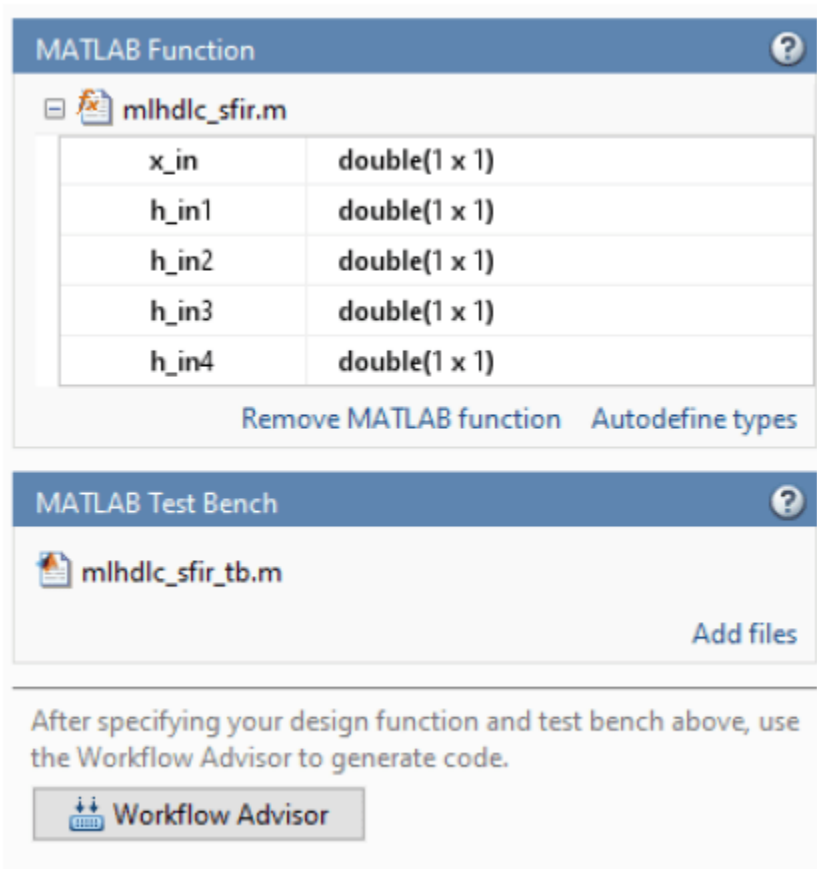 MATLAB Function
mlhdlc_sfir.m
x_in double(1 x 1)
h_in1 double(1 x 1)
h_in2 double(1 x 1)
h_in3 double(1 x 1)
h_in4 double(1 x 1)
Remove MATLAB function Autodefine types
MATLAB Test Bench
mlhdlc_sfir_tb.m
Add files
After specifying your design function and test bench above, use
the Workflow Advisor to generate code.
Workflow Advisor